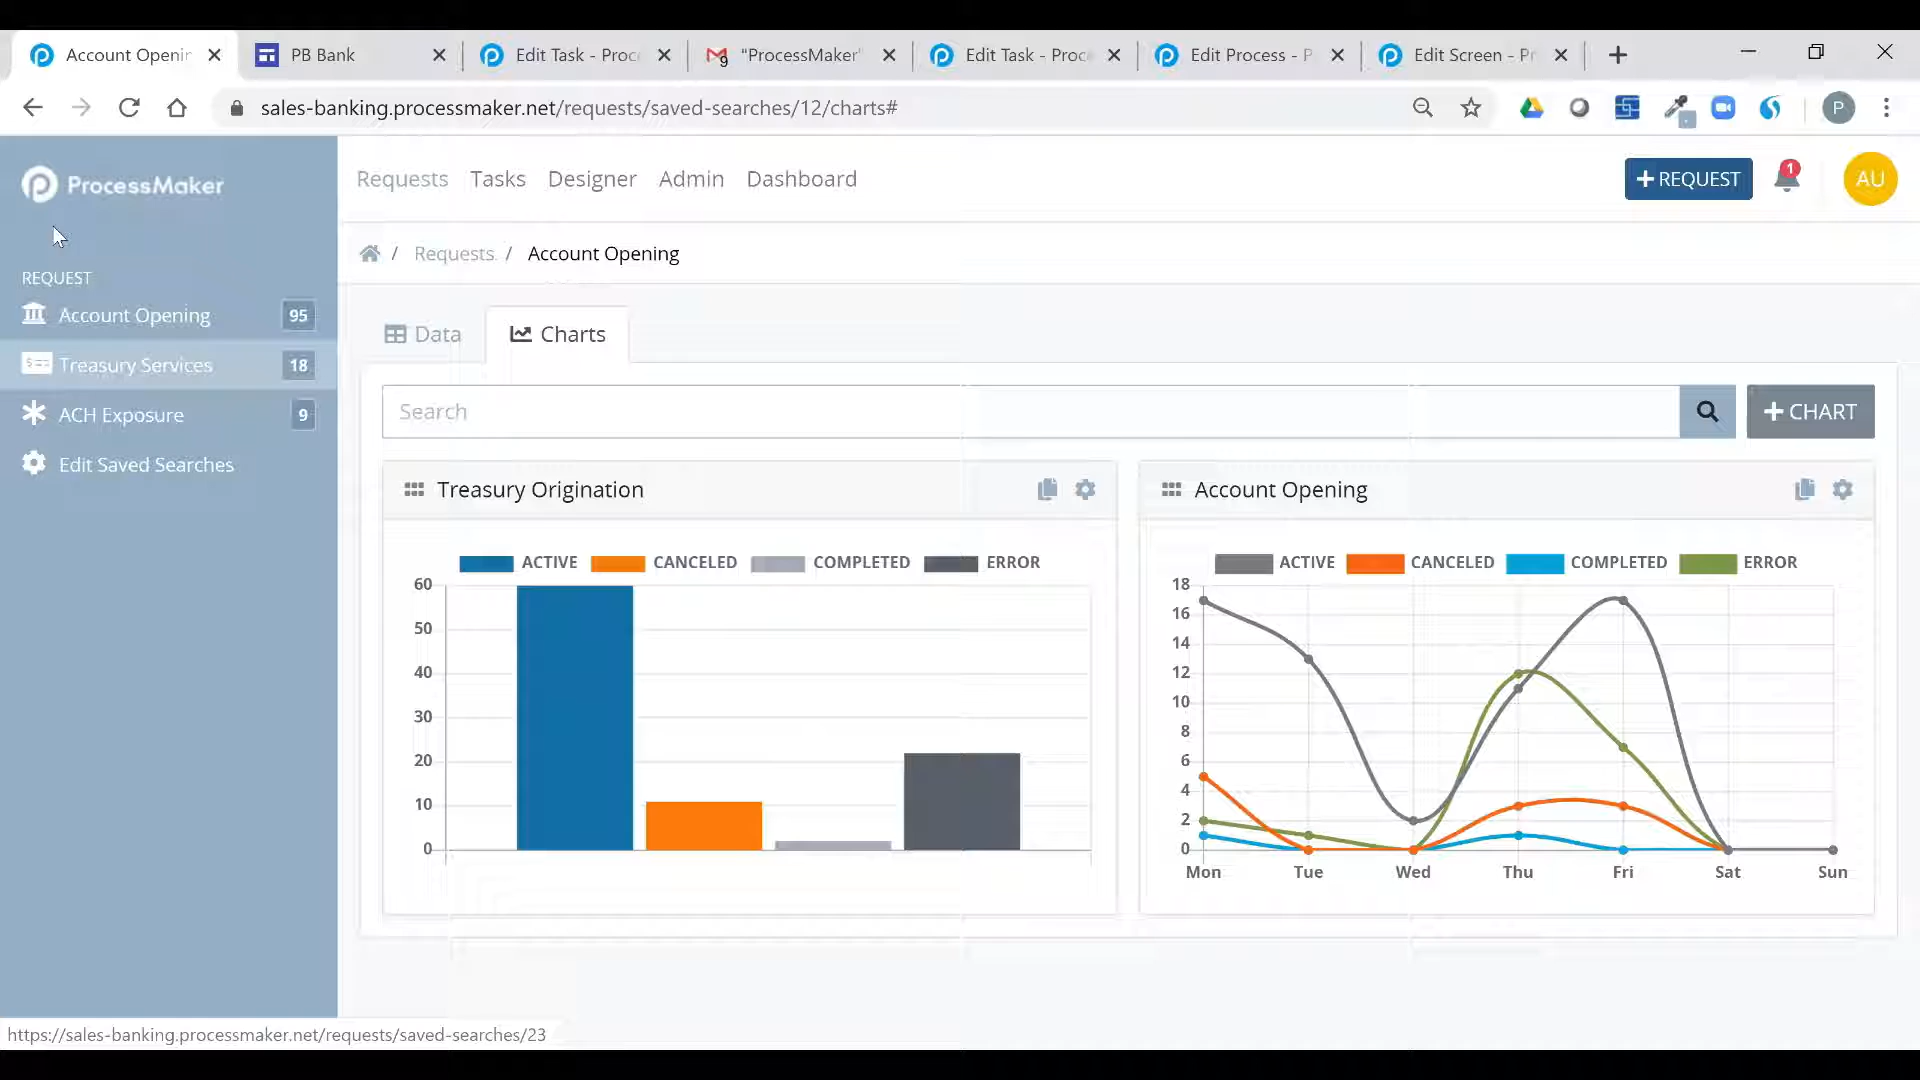 Account Openin
PB Bank
Edit Task - Proc
"ProcessMaker"
Edit Task - Proc
Edit Process - P
Edit Screen - Pr
sales-banking.processmaker.net/requests/saved-searches/12/charts#
P
ProcessMaker
Requests Tasks Designer Admin Dashboard
+ REQUEST
1
AU
/ Requests / Account Opening
REQUEST
Account Opening 95
Treasury Services 18
ACH Exposure 9
Edit Saved Searches
Data
Charts
Search
+ CHART
Treasury Origination
ACTIVE CANCELED COMPLETED ERROR
60
50
40
30
20
10
0
Account Opening
ACTIVE CANCELED COMPLETED ERROR
18
16
14
12
10
8
6
4
2
0
Mon Tue Wed Thu Fri Sat Sun
https://sales-banking.processmaker.net/requests/saved-searches/23